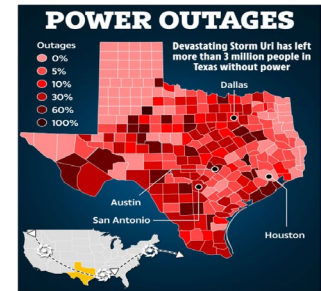 POWER OUTAGES
Outages
0%
5%
10%
30%
60%
100%
Devastating Storm Uri has left
more than 3 million people in
Texas without power
Dallas
Austin
San Antonio
Houston